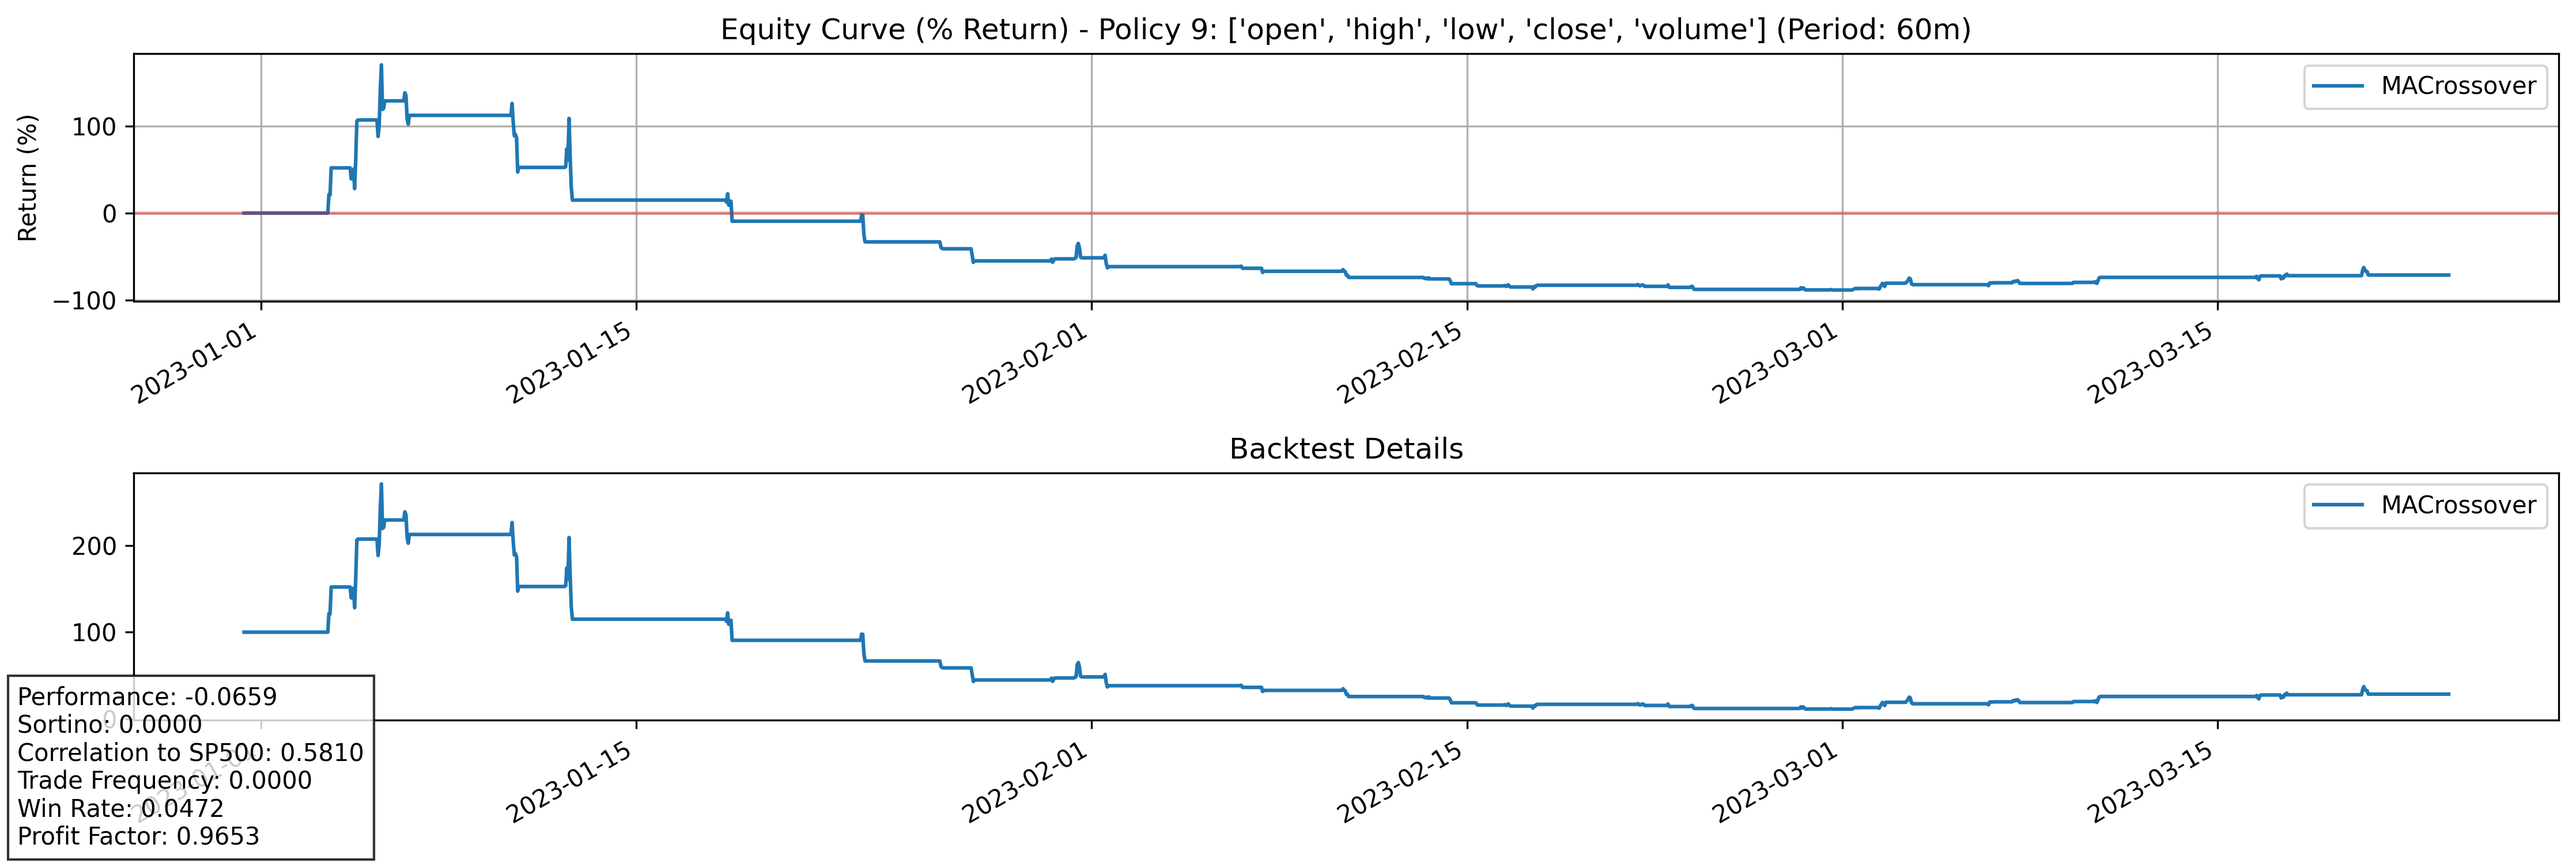 Equity Curve (% Return) - Policy 9: ['open', 'high', 'low', 'close', 'volume'] (Period: 60m)
MACrossover
Return (%)
100
0
−100
2023-01-01
2023-01-15
2023-02-01
2023-02-15
2023-03-01
2023-03-15
Backtest Details
MACrossover
200
100
0
Performance: -0.0659
Sortino: 0.0000
Correlation to SP500: 0.5810
Trade Frequency: 0.0000
Win Rate: 0.0472
Profit Factor: 0.9653
2023-01-01
2023-01-15
2023-02-01
2023-02-15
2023-03-01
2023-03-15